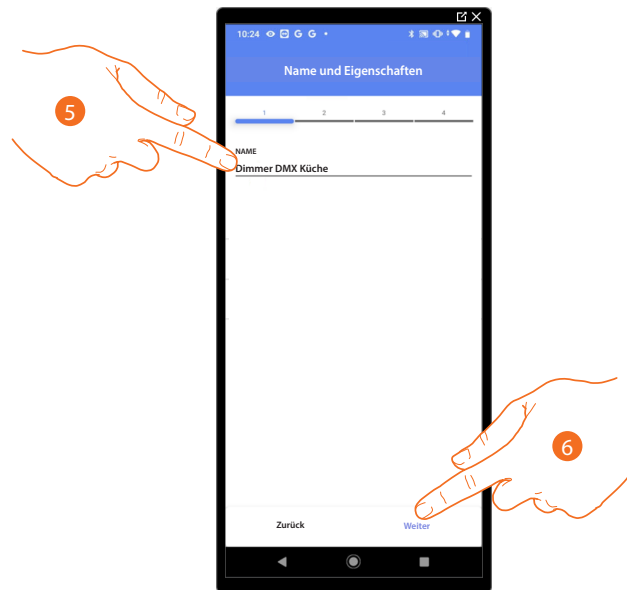 10:24 G G
Name und Eigenschaften
1 2 3 4
5
NAME
Dimmer DMX Küche
6
Zurück Weiter